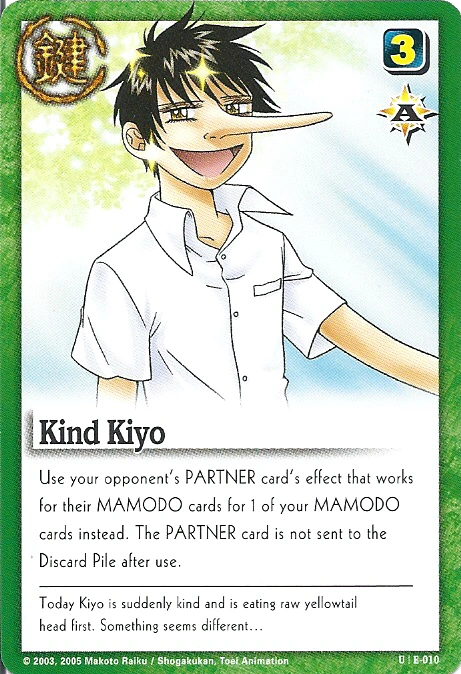 鍵
3
A
Kind Kiyo
Use your opponent's PARTNER card's effect that works
for their MAMODO cards for 1 of your MAMODO
cards instead. The PARTNER card is not sent to the
Discard Pile after use.
Today Kiyo is suddenly kind and is eating raw yellowtail
head first. Something seems different...
© 2003, 2005 Makoto Raiku / Shogakukan, Toei Animation
U | E-010